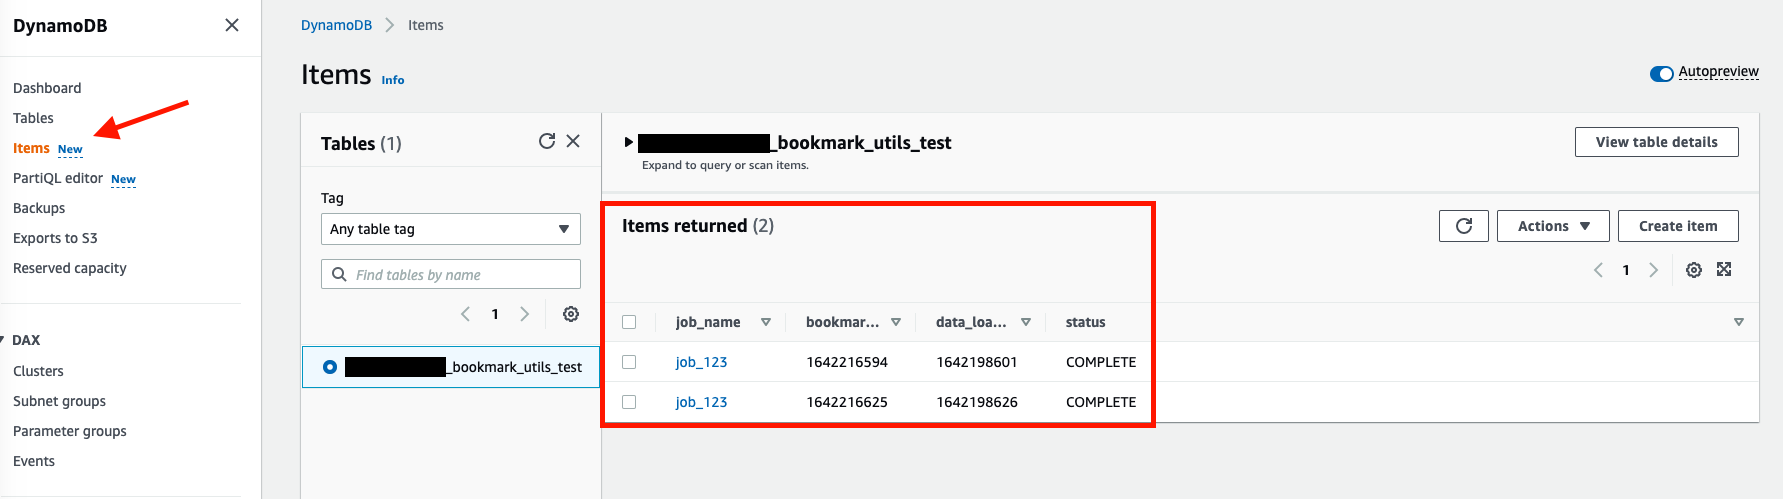 DynamoDB
Dashboard
Tables
Items New
PartiQL editor New
Backups
Exports to S3
Reserved capacity
DAX
Clusters
Subnet groups
Parameter groups
Events
DynamoDB > Items
Items Info
Autopreview
Tables (1)
Tag
Any table tag
Find tables by name
1
_bookmark_utils_test
_bookmark_utils_test
Expand to query or scan items.
View table details
Items returned (2)
Actions
Create item
1
job_name bookmar... data_loa... status
job_123 1642216594 1642198601 COMPLETE
job_123 1642216625 1642198626 COMPLETE